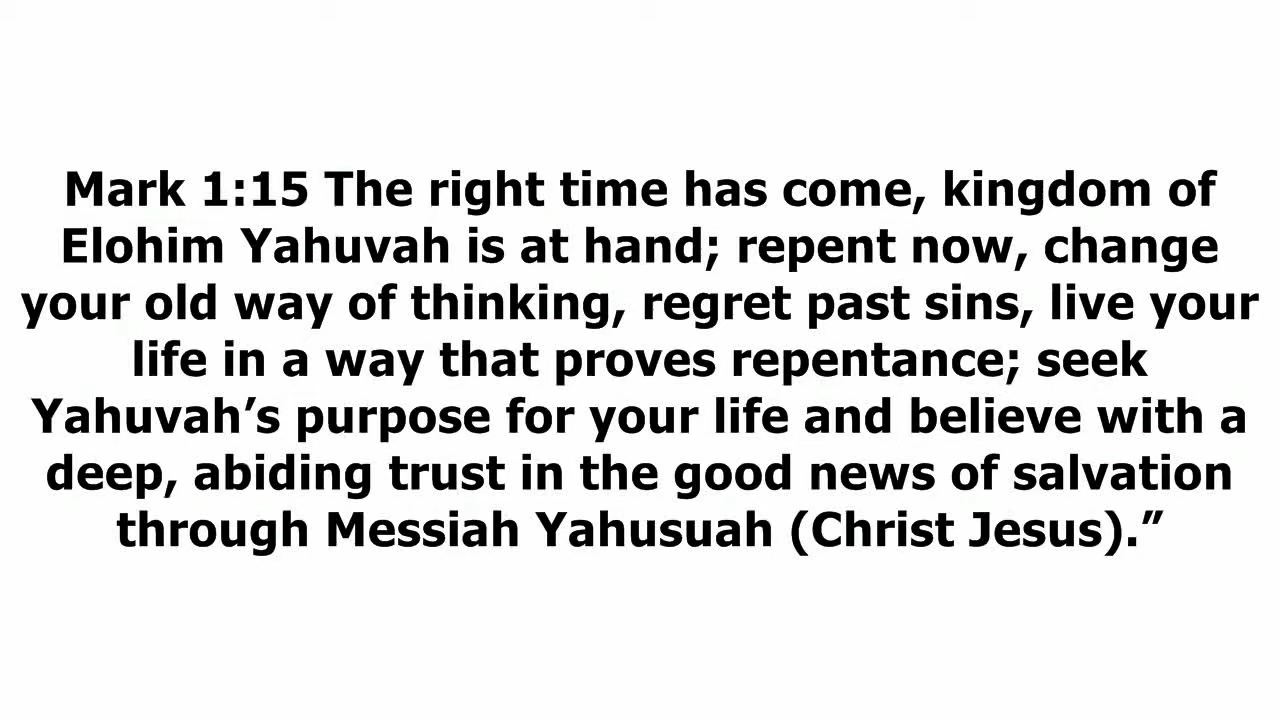 Mark 1:15 The right time has come, kingdom of
Elohim Yahuvah is at hand; repent now, change
your old way of thinking, regret past sins, live your
life in a way that proves repentance; seek
Yahuvah’s purpose for your life and believe with a
deep, abiding trust in the good news of salvation
through Messiah Yahusuah (Christ Jesus).”